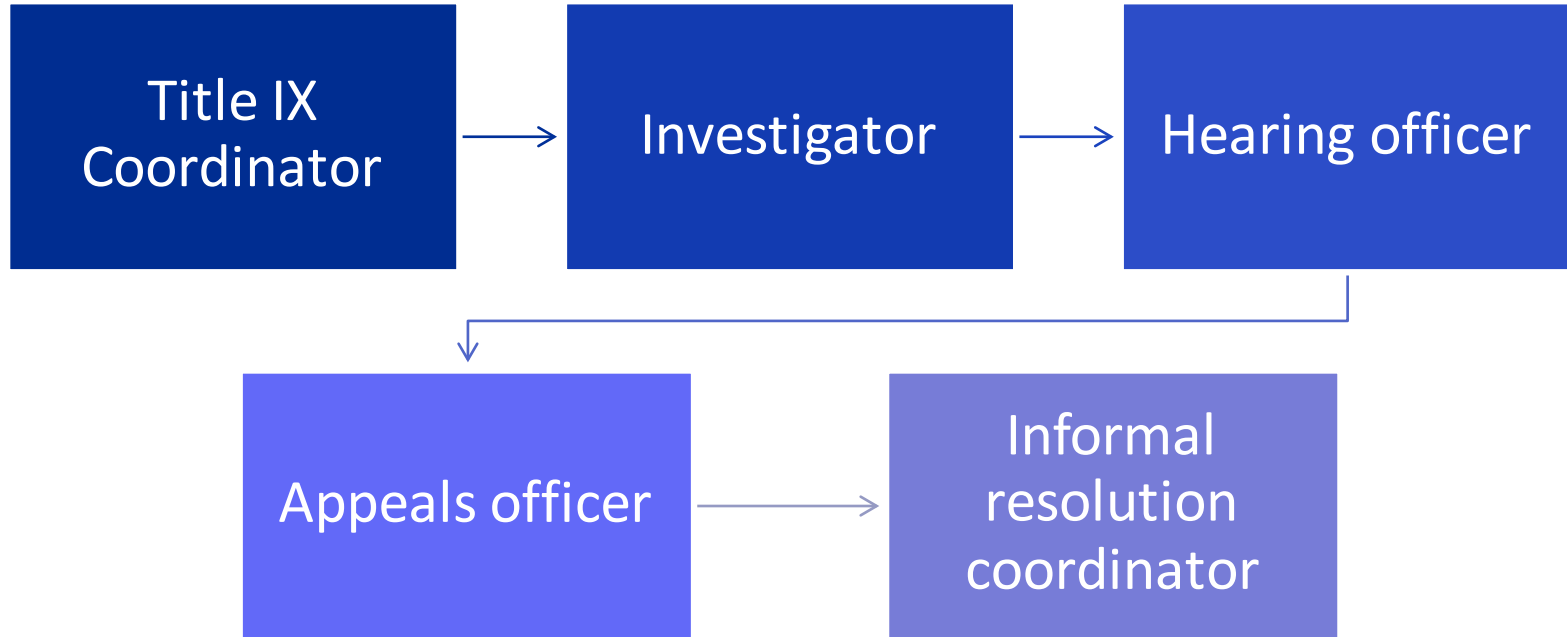 Title IX
Coordinator
Investigator
Hearing officer
Appeals officer
Informal
resolution
coordinator